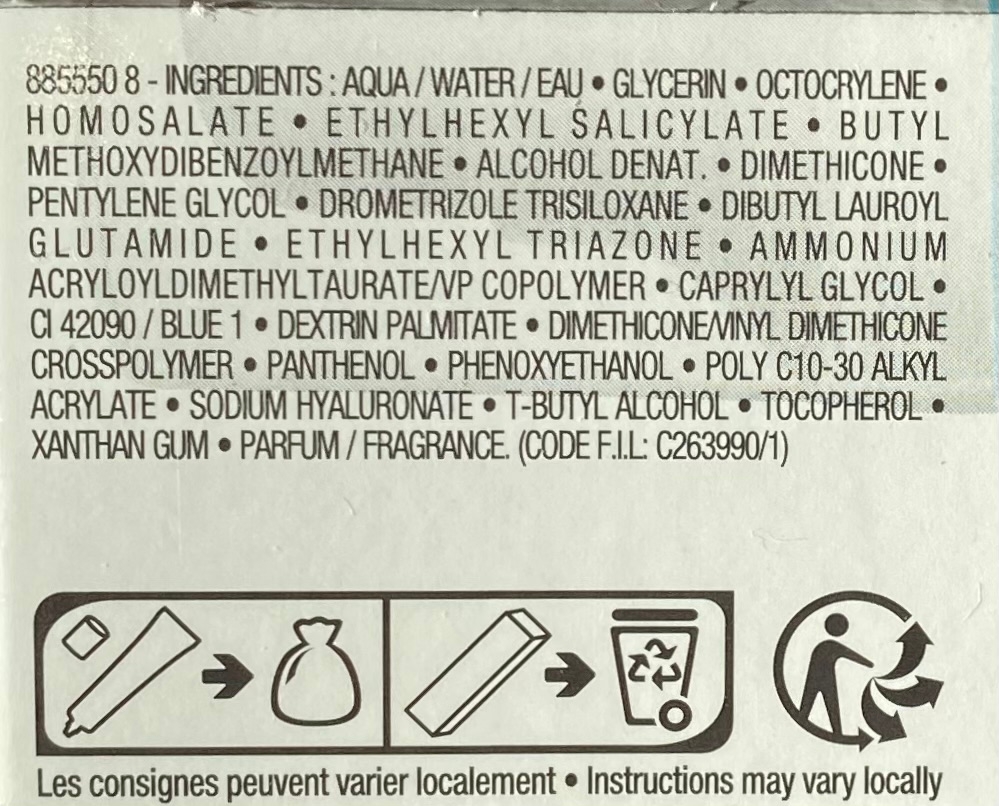 885550 8 - INGREDIENTS : AQUA / WATER / EAU • GLYCERIN • OCTOCRYLENE •
HOMOSALATE • ETHYLHEXYL SALICYLATE • BUTYL
METHOXYDIBENZOYLMETHANE • ALCOHOL DENAT. • DIMETHICONE •
PENTYLENE GLYCOL • DROMETRIZOLE TRISILOXANE • DIBUTYL LAUROYL
GLUTAMIDE • ETHYLHEXYL TRIAZONE • AMMONIUM
ACRYLOYLDIMETHYLTAURATE/VP COPOLYMER • CAPRYLYL GLYCOL •
CI 42090 / BLUE 1 • DEXTRIN PALMITATE • DIMETHICONE/VINYL DIMETHICONE
CROSSPOLYMER • PANTHENOL • PHENOXYETHANOL • POLY C10-30 ALKYL
ACRYLATE • SODIUM HYALURONATE • T-BUTYL ALCOHOL • TOCOPHEROL •
XANTHAN GUM • PARFUM / FRAGRANCE. (CODE F.I.L: C263990/1)
Les consignes peuvent varier localement • Instructions may vary locally